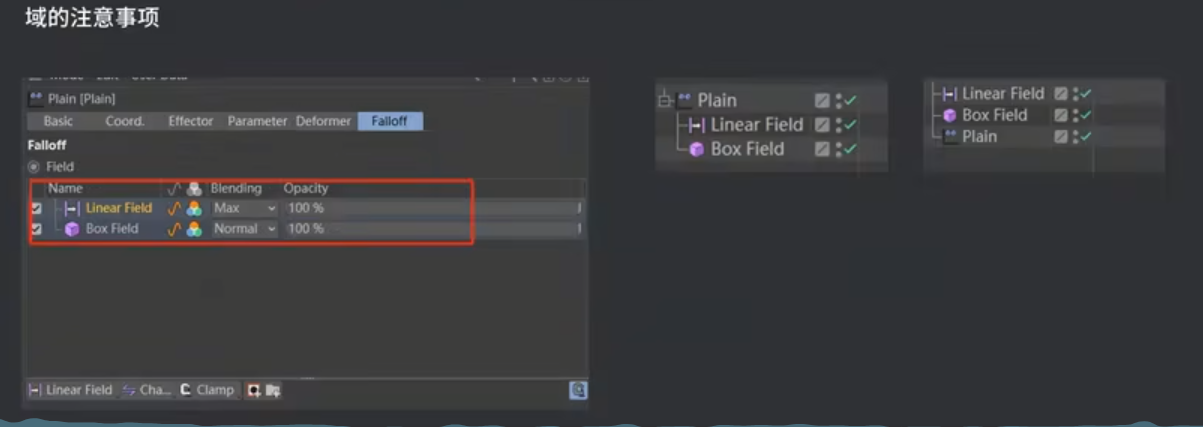 域的注意事项
Mode Edit User Data
Plain [Plain]
Basic Coord. Effector Parameter Deformer Falloff
Falloff
Field
Name Blending Opacity
Linear Field Max 100 %
Box Field Normal 100 %
Linear Field Cha... Clamp
Plain
Linear Field
Box Field
Linear Field
Box Field
Plain